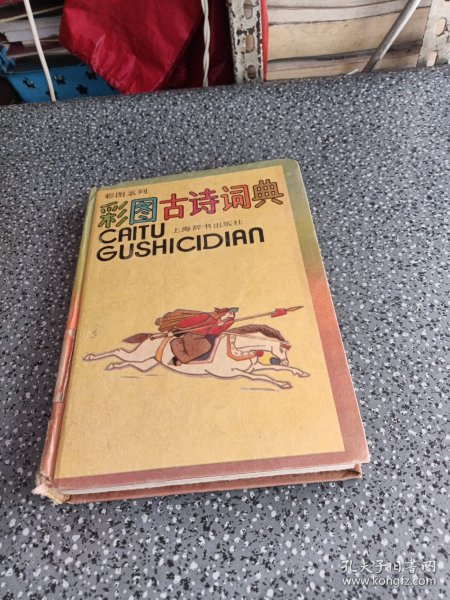 彩图系列
彩图古诗词典
CAITU
上海辞书出版社
GUSHICIDIAN
孔夫子旧书网
www.kongfz.com